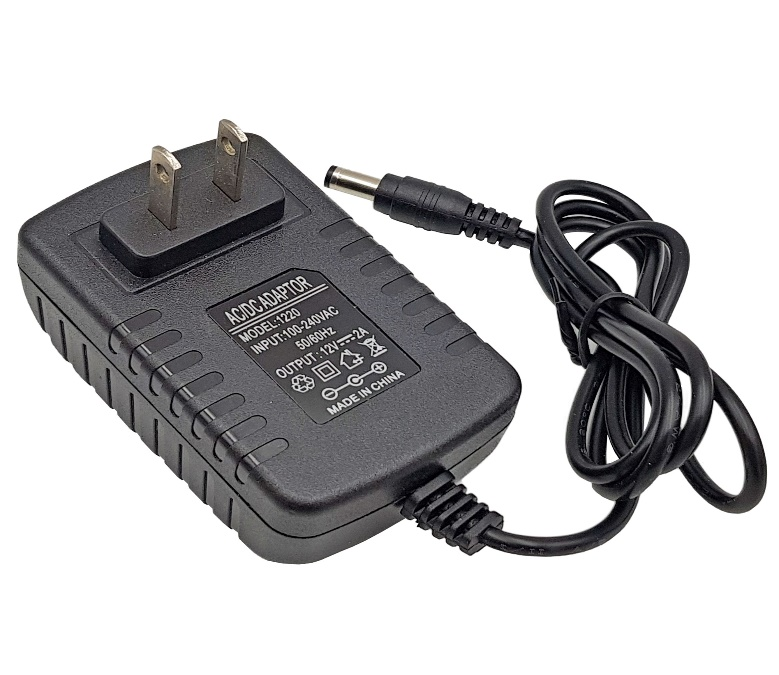 AC/DC ADAPTOR
MODEL:1220
INPUT:100-240VAC
50/60Hz
OUTPUT: 12V⎓2A
MADE IN CHINA